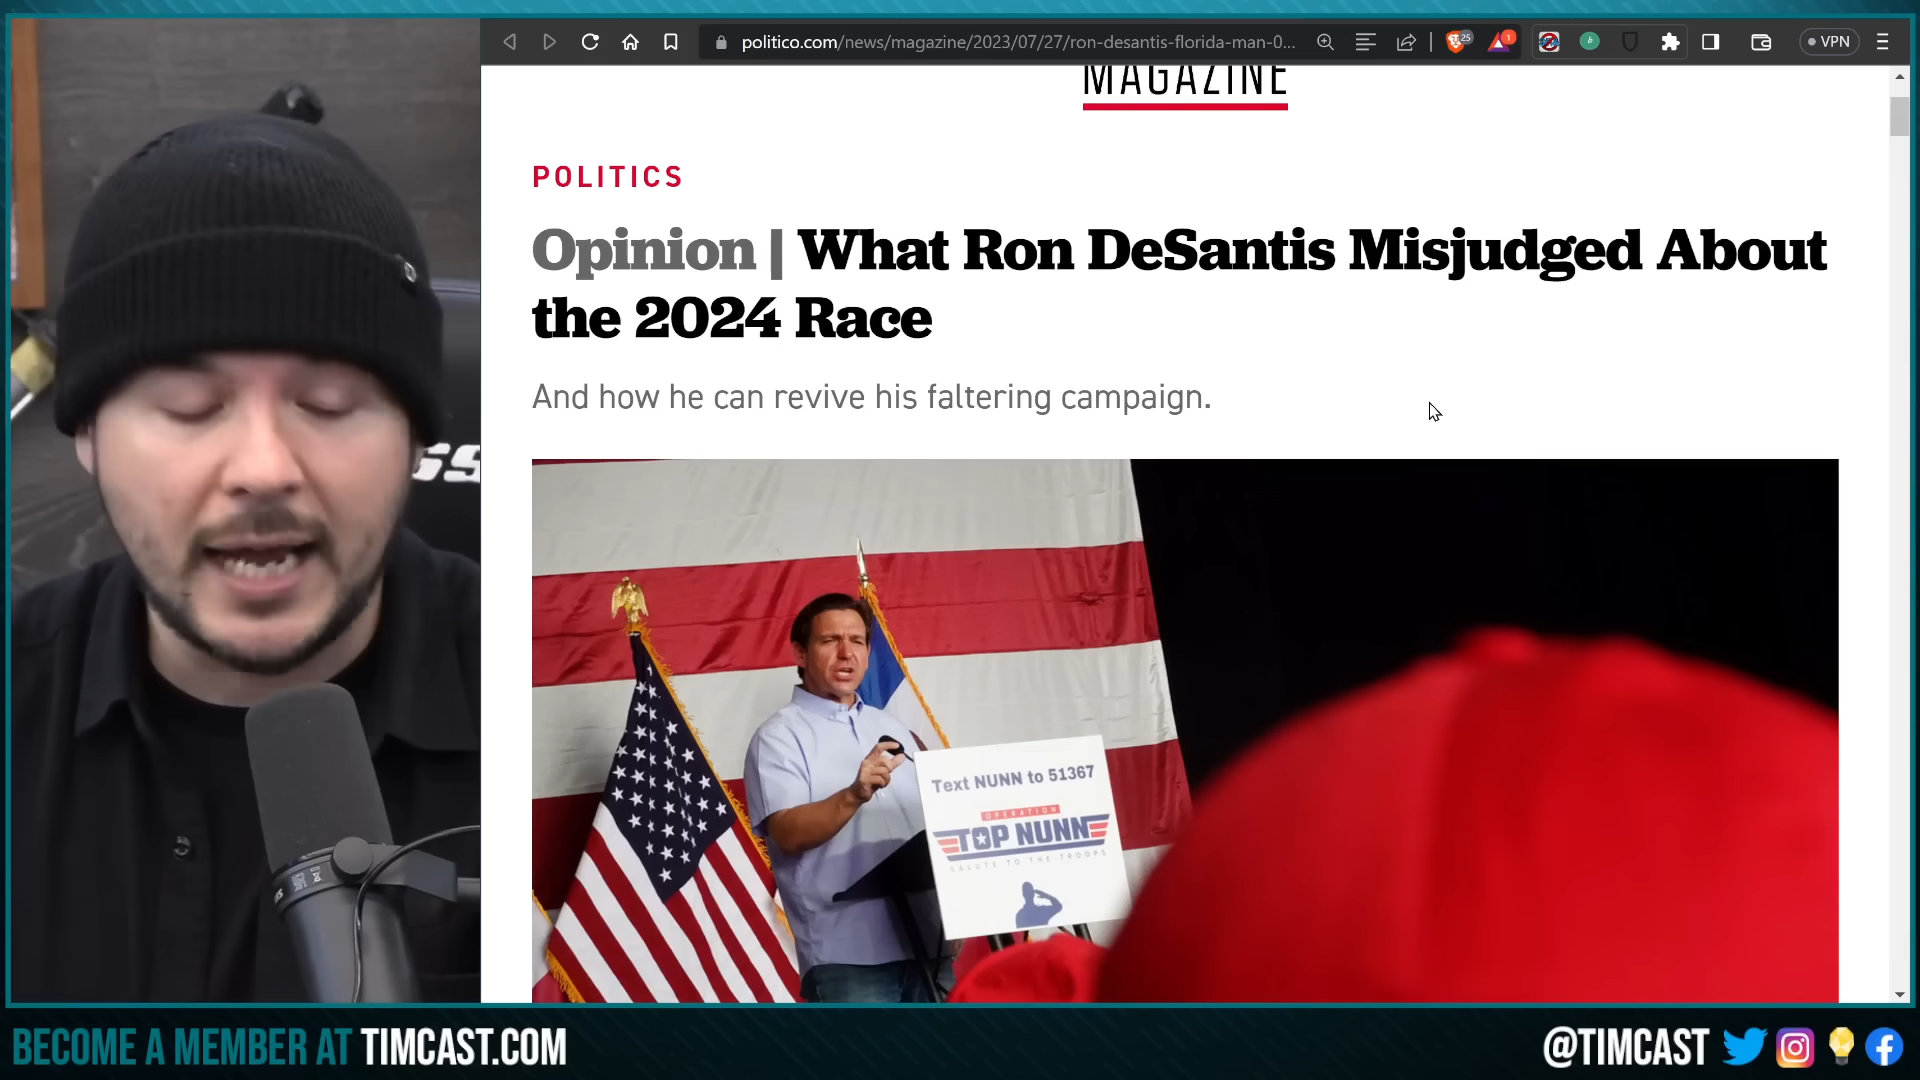 politico.com/news/magazine/2023/07/27/ron-desantis-florida-man-0...
25
1
b
VPN
MAGAZINE
POLITICS
Opinion | What Ron DeSantis Misjudged About
the 2024 Race
And how he can revive his faltering campaign.
Text NUNN to 51367
OPERATION
TOP NUNN
SALUTE TO THE TROOPS
BECOME A MEMBER AT TIMCAST.COM
@TIMCAST